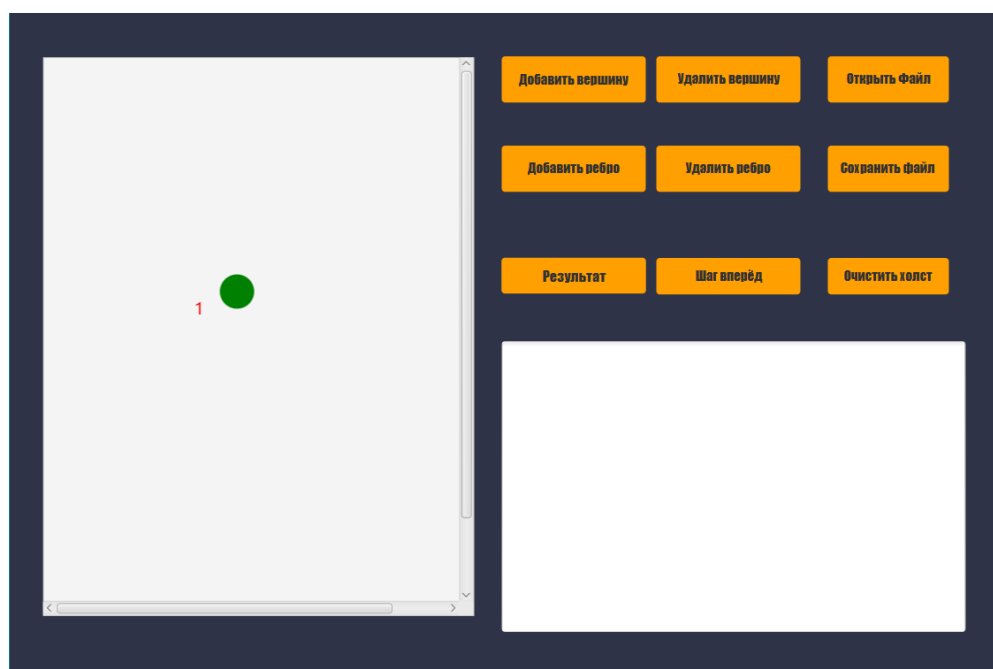 Добавить вершину
Удалить вершину
Открыть Файл
Добавить ребро
Удалить ребро
Сохранить файл
Результат
Шаг вперёд
Очистить холст
1